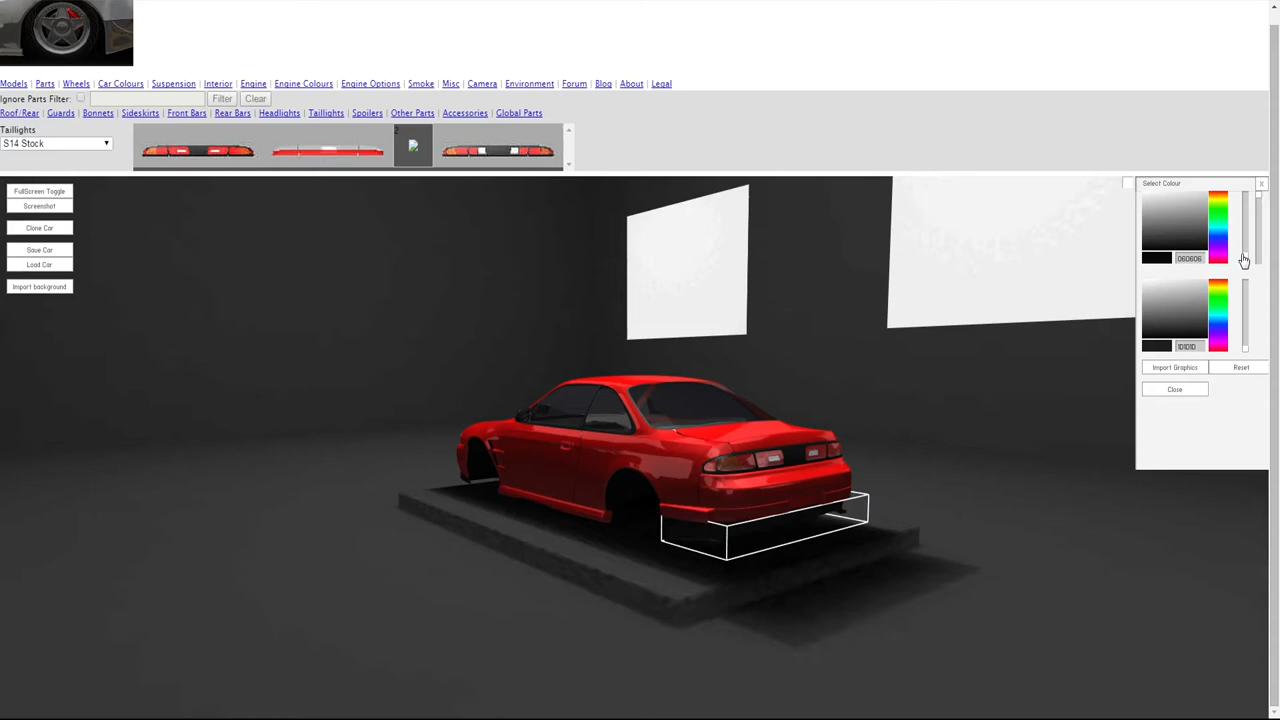 Models | Parts | Wheels | Car Colours | Suspension | Interior | Engine | Engine Colours | Engine Options | Smoke | Misc | Camera | Environment | Forum | Blog | About | Legal
Ignore Parts Filter: Filter Clear
Roof/Rear | Guards | Bonnets | Sideskirts | Front Bars | Rear Bars | Headlights | Taillights | Spoilers | Other Parts | Accessories | Global Parts
Taillights
S14 Stock
2
FullScreen Toggle
Screenshot
Clone Car
Save Car
Load Car
Import background
Select Colour X
060606
1D1D1D
Import Graphics Reset
Close